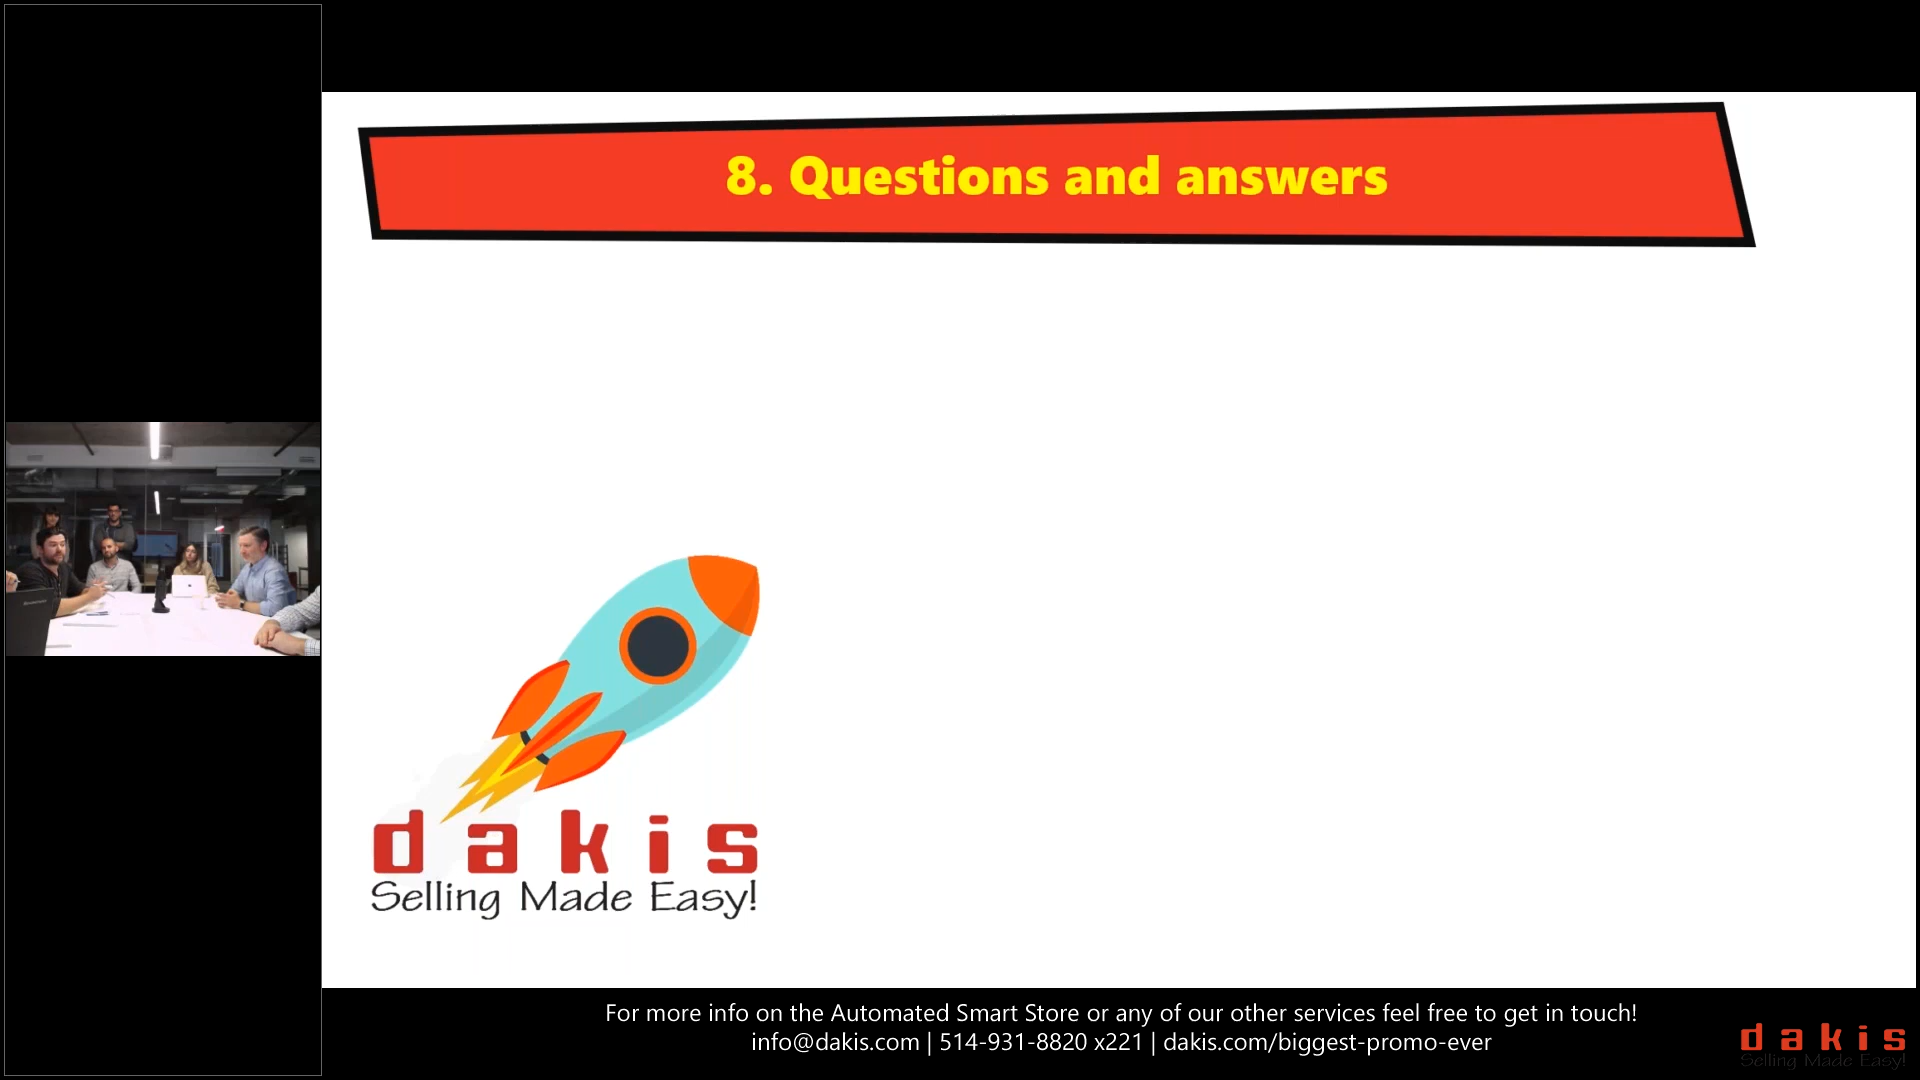 8. Questions and answers
dakis
Selling Made Easy!
For more info on the Automated Smart Store or any of our other services feel free to get in touch!
info@dakis.com | 514-931-8820 x221 | dakis.com/biggest-promo-ever
dakis
Selling Made Easy!